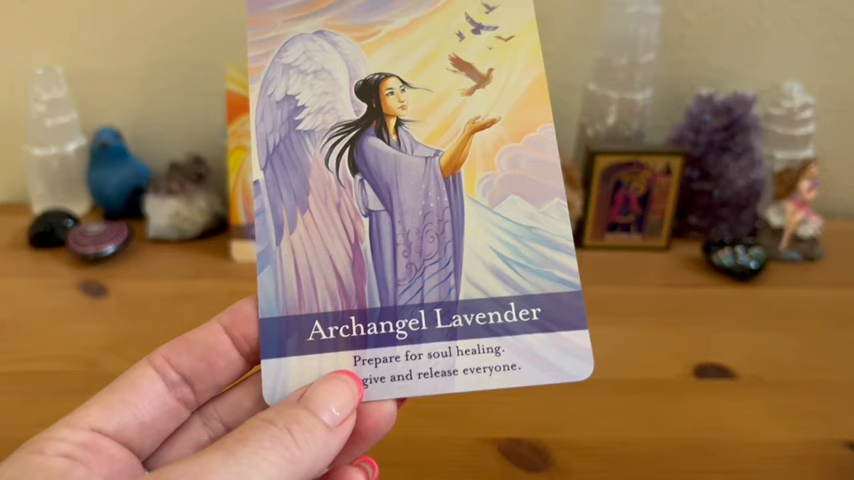 Archangel Lavender
Prepare for soul healing.
give and release everyone.